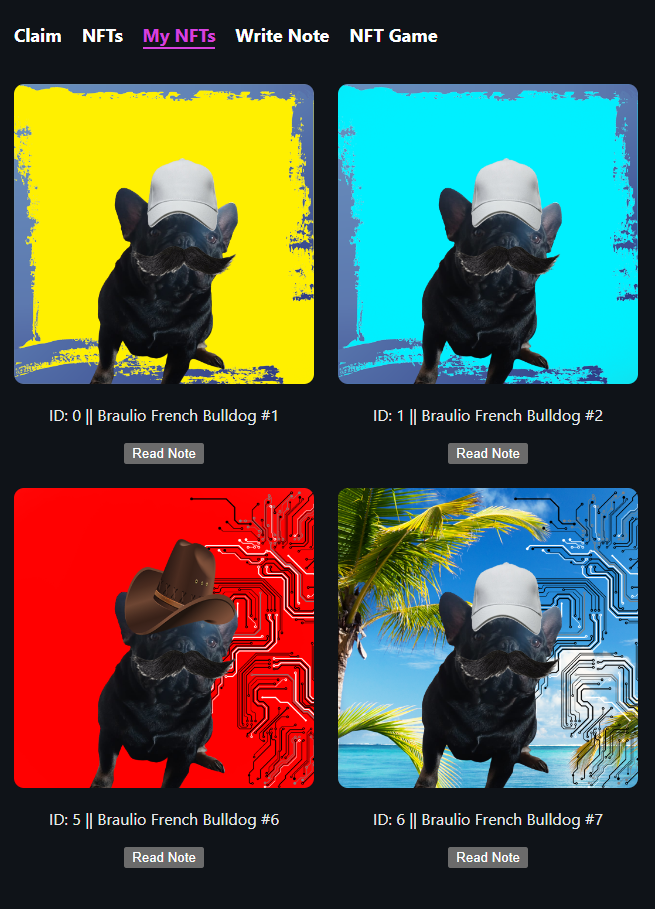 Claim NFTs My NFTs Write Note NFT Game
ID: 0 || Braulio French Bulldog #1
ID: 1 || Braulio French Bulldog #2
Read Note
Read Note
ID: 5 || Braulio French Bulldog #6
ID: 6 || Braulio French Bulldog #7
Read Note
Read Note